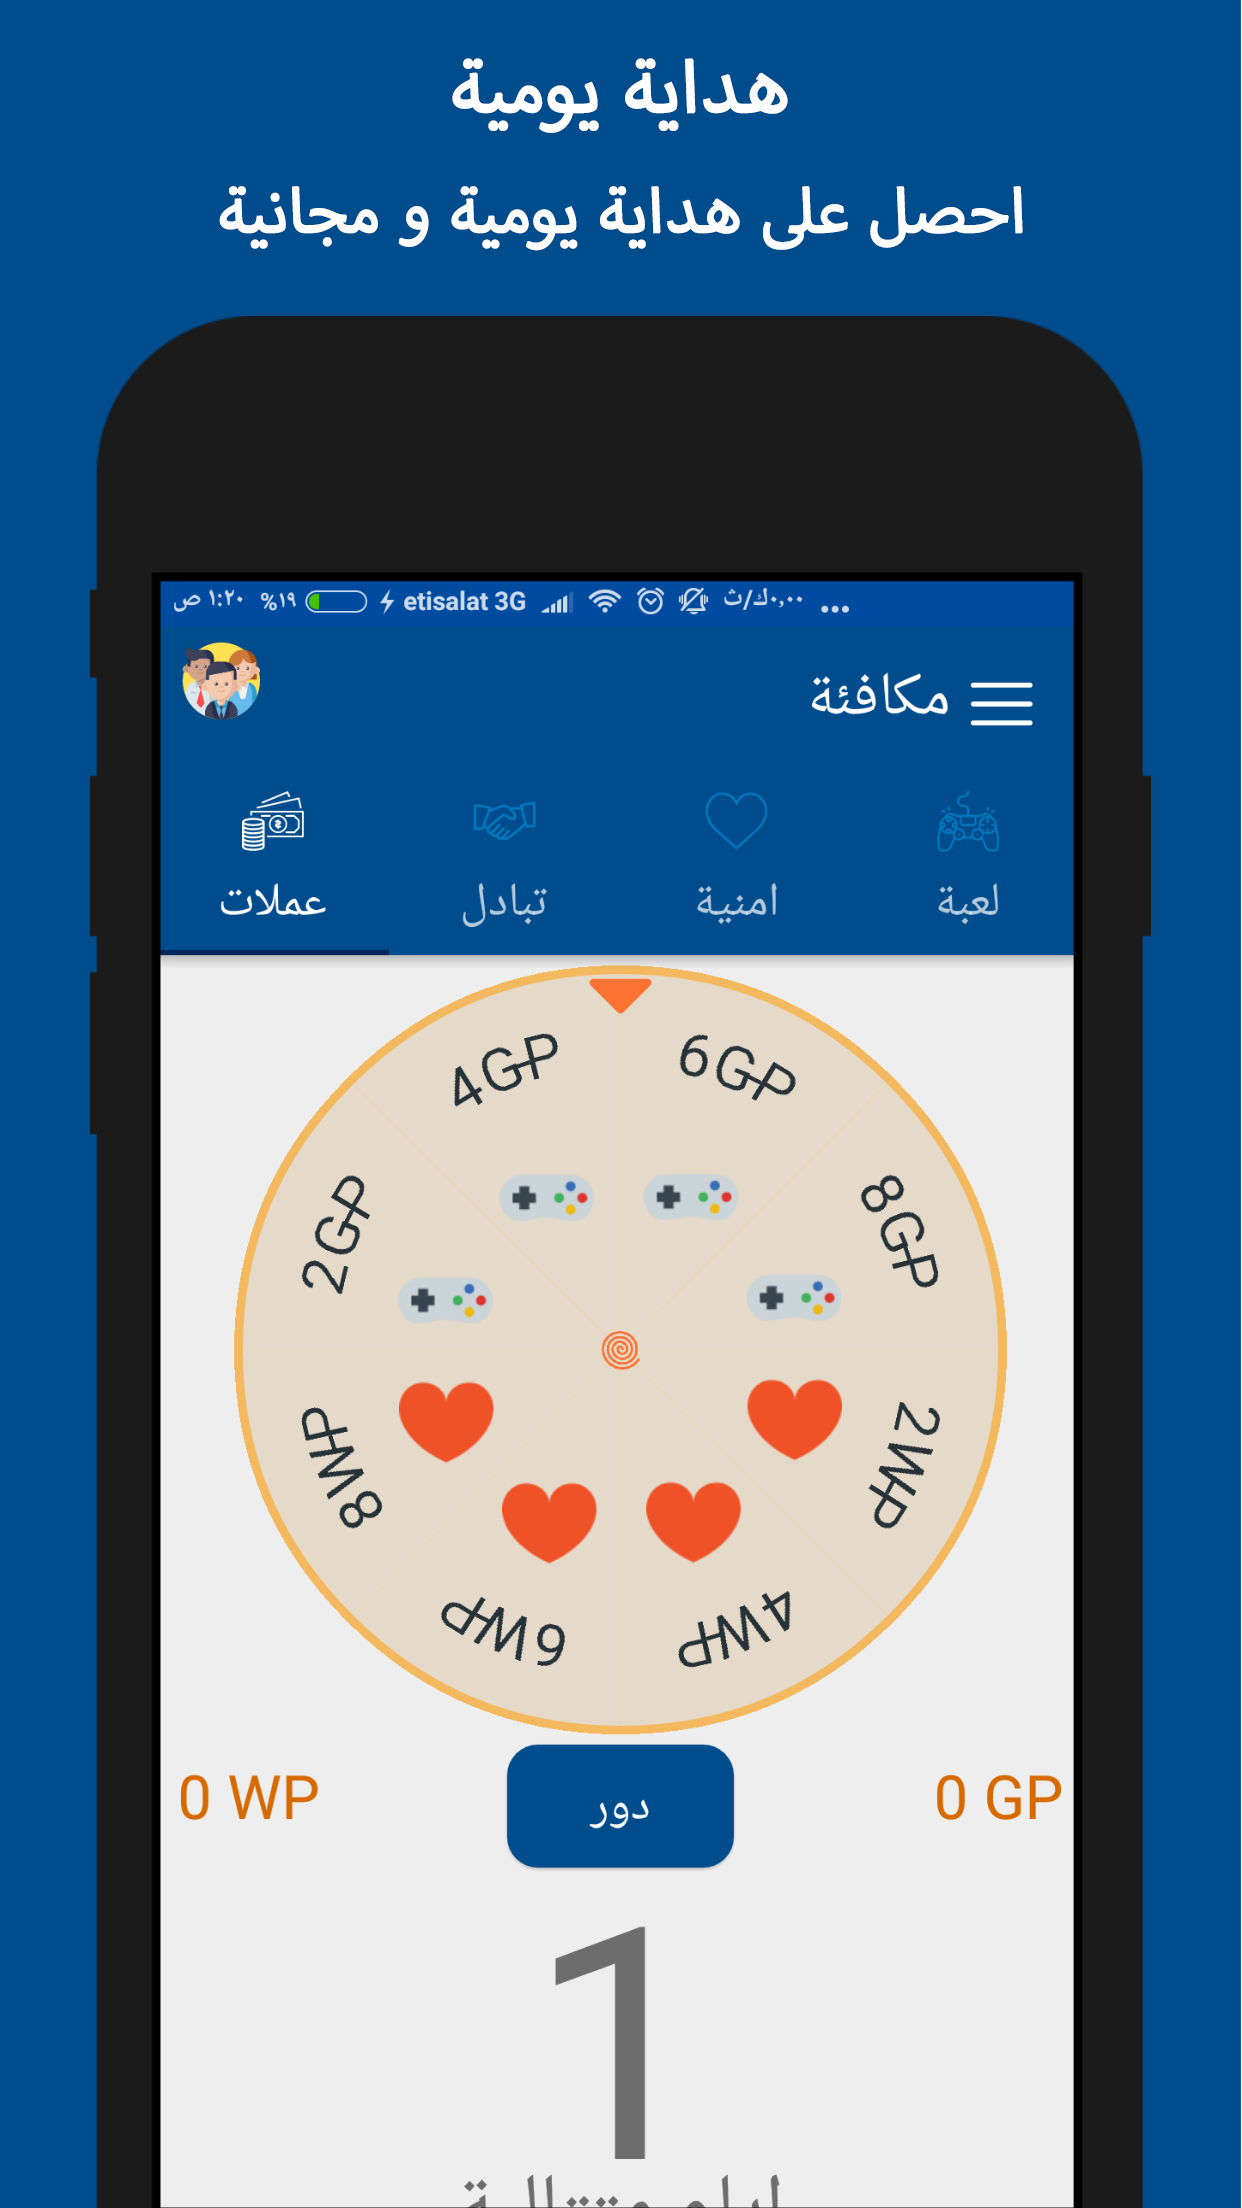 هداية يومية
احصل على هداية يومية و مجانية
١:٢٠ ص %١٩ etisalat 3G ٠,٠٠ك/ث ...
مكافئة
لعبة
امنية
تبادل
عملات
4GP
6GP
2GP
8GP
8WP
2WP
6WP
4WP
0 WP
دور
0 GP
1